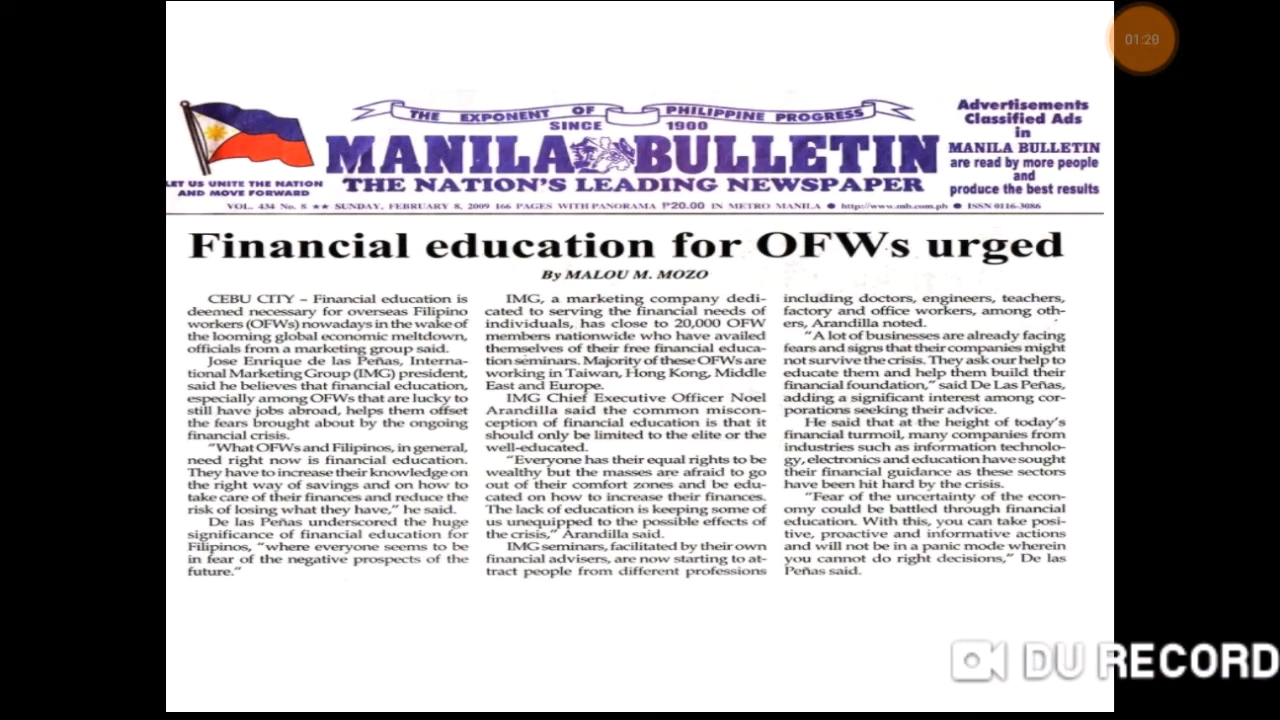 01:20
THE EXPONENT OF PHILIPPINE PROGRESS
SINCE 1900
MANILA BULLETIN
THE NATION'S LEADING NEWSPAPER
LET US UNITE THE NATION
AND MOVE FORWARD
Advertisements
Classified Ads
in
MANILA BULLETIN
are read by more people
and
produce the best results
VOL. 434 No. 8 ★★ SUNDAY, FEBRUARY 8, 2009 166 PAGES WITH PANORAMA ₱20.00 IN METRO MANILA ● http://www.mb.com.ph ● ISSN 0116-3086
Financial education for OFWs urged
By MALOU M. MOZO
CEBU CITY – Financial education is
deemed necessary for overseas Filipino
workers (OFWs) nowadays in the wake of
the looming global economic meltdown,
officials from a marketing group said.
Jose Enrique de las Peñas, Interna-
tional Marketing Group (IMG) president,
said he believes that financial education,
especially among OFWs that are lucky to
still have jobs abroad, helps them offset
the fears brought about by the ongoing
financial crisis.
"What OFWs and Filipinos, in general,
need right now is financial education.
They have to increase their knowledge on
the right way of savings and on how to
take care of their finances and reduce the
risk of losing what they have," he said.
De las Peñas underscored the huge
significance of financial education for
Filipinos, "where everyone seems to be
in fear of the negative prospects of the
future."
IMG, a marketing company dedi-
cated to serving the financial needs of
individuals, has close to 20,000 OFW
members nationwide who have availed
themselves of their free financial educa-
tion seminars. Majority of these OFWs are
working in Taiwan, Hong Kong, Middle
East and Europe.
IMG Chief Executive Officer Noel
Arandilla said the common miscon-
ception of financial education is that it
should only be limited to the elite or the
well-educated.
"Everyone has their equal rights to be
wealthy but the masses are afraid to go
out of their comfort zones and be edu-
cated on how to increase their finances.
The lack of education is keeping some of
us unequipped to the possible effects of
the crisis," Arandilla said.
IMG seminars, facilitated by their own
financial advisers, are now starting to at-
tract people from different professions
including doctors, engineers, teachers,
factory and office workers, among oth-
ers, Arandilla noted.
"A lot of businesses are already facing
fears and signs that their companies might
not survive the crisis. They ask our help to
educate them and help them build their
financial foundation," said De Las Peñas,
adding a significant interest among cor-
porations seeking their advice.
He said that at the height of today's
financial turmoil, many companies from
industries such as information technolo-
gy, electronics and education have sought
their financial guidance as these sectors
have been hit hard by the crisis.
"Fear of the uncertainty of the econ-
omy could be battled through financial
education. With this, you can take posi-
tive, proactive and informative actions
and will not be in a panic mode wherein
you cannot do right decisions," De las
Peñas said.
DU RECORD